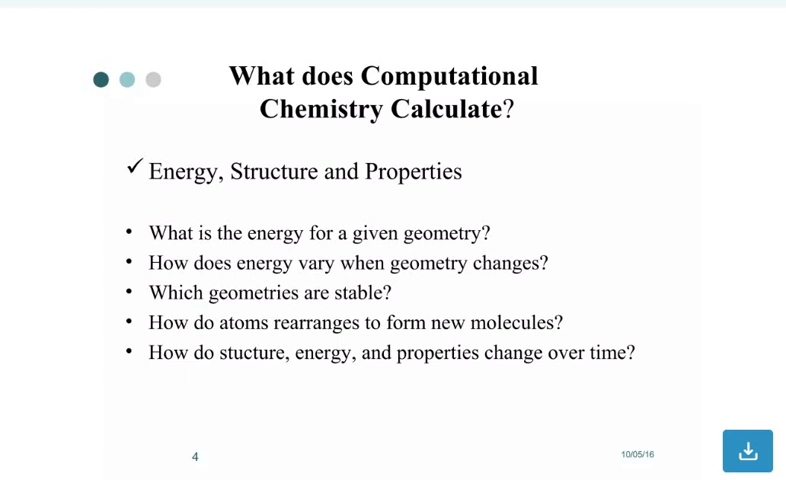 What does Computational
Chemistry Calculate?
✓ Energy, Structure and Properties
• What is the energy for a given geometry?
• How does energy vary when geometry changes?
• Which geometries are stable?
• How do atoms rearranges to form new molecules?
• How do stucture, energy, and properties change over time?
4
10/05/16